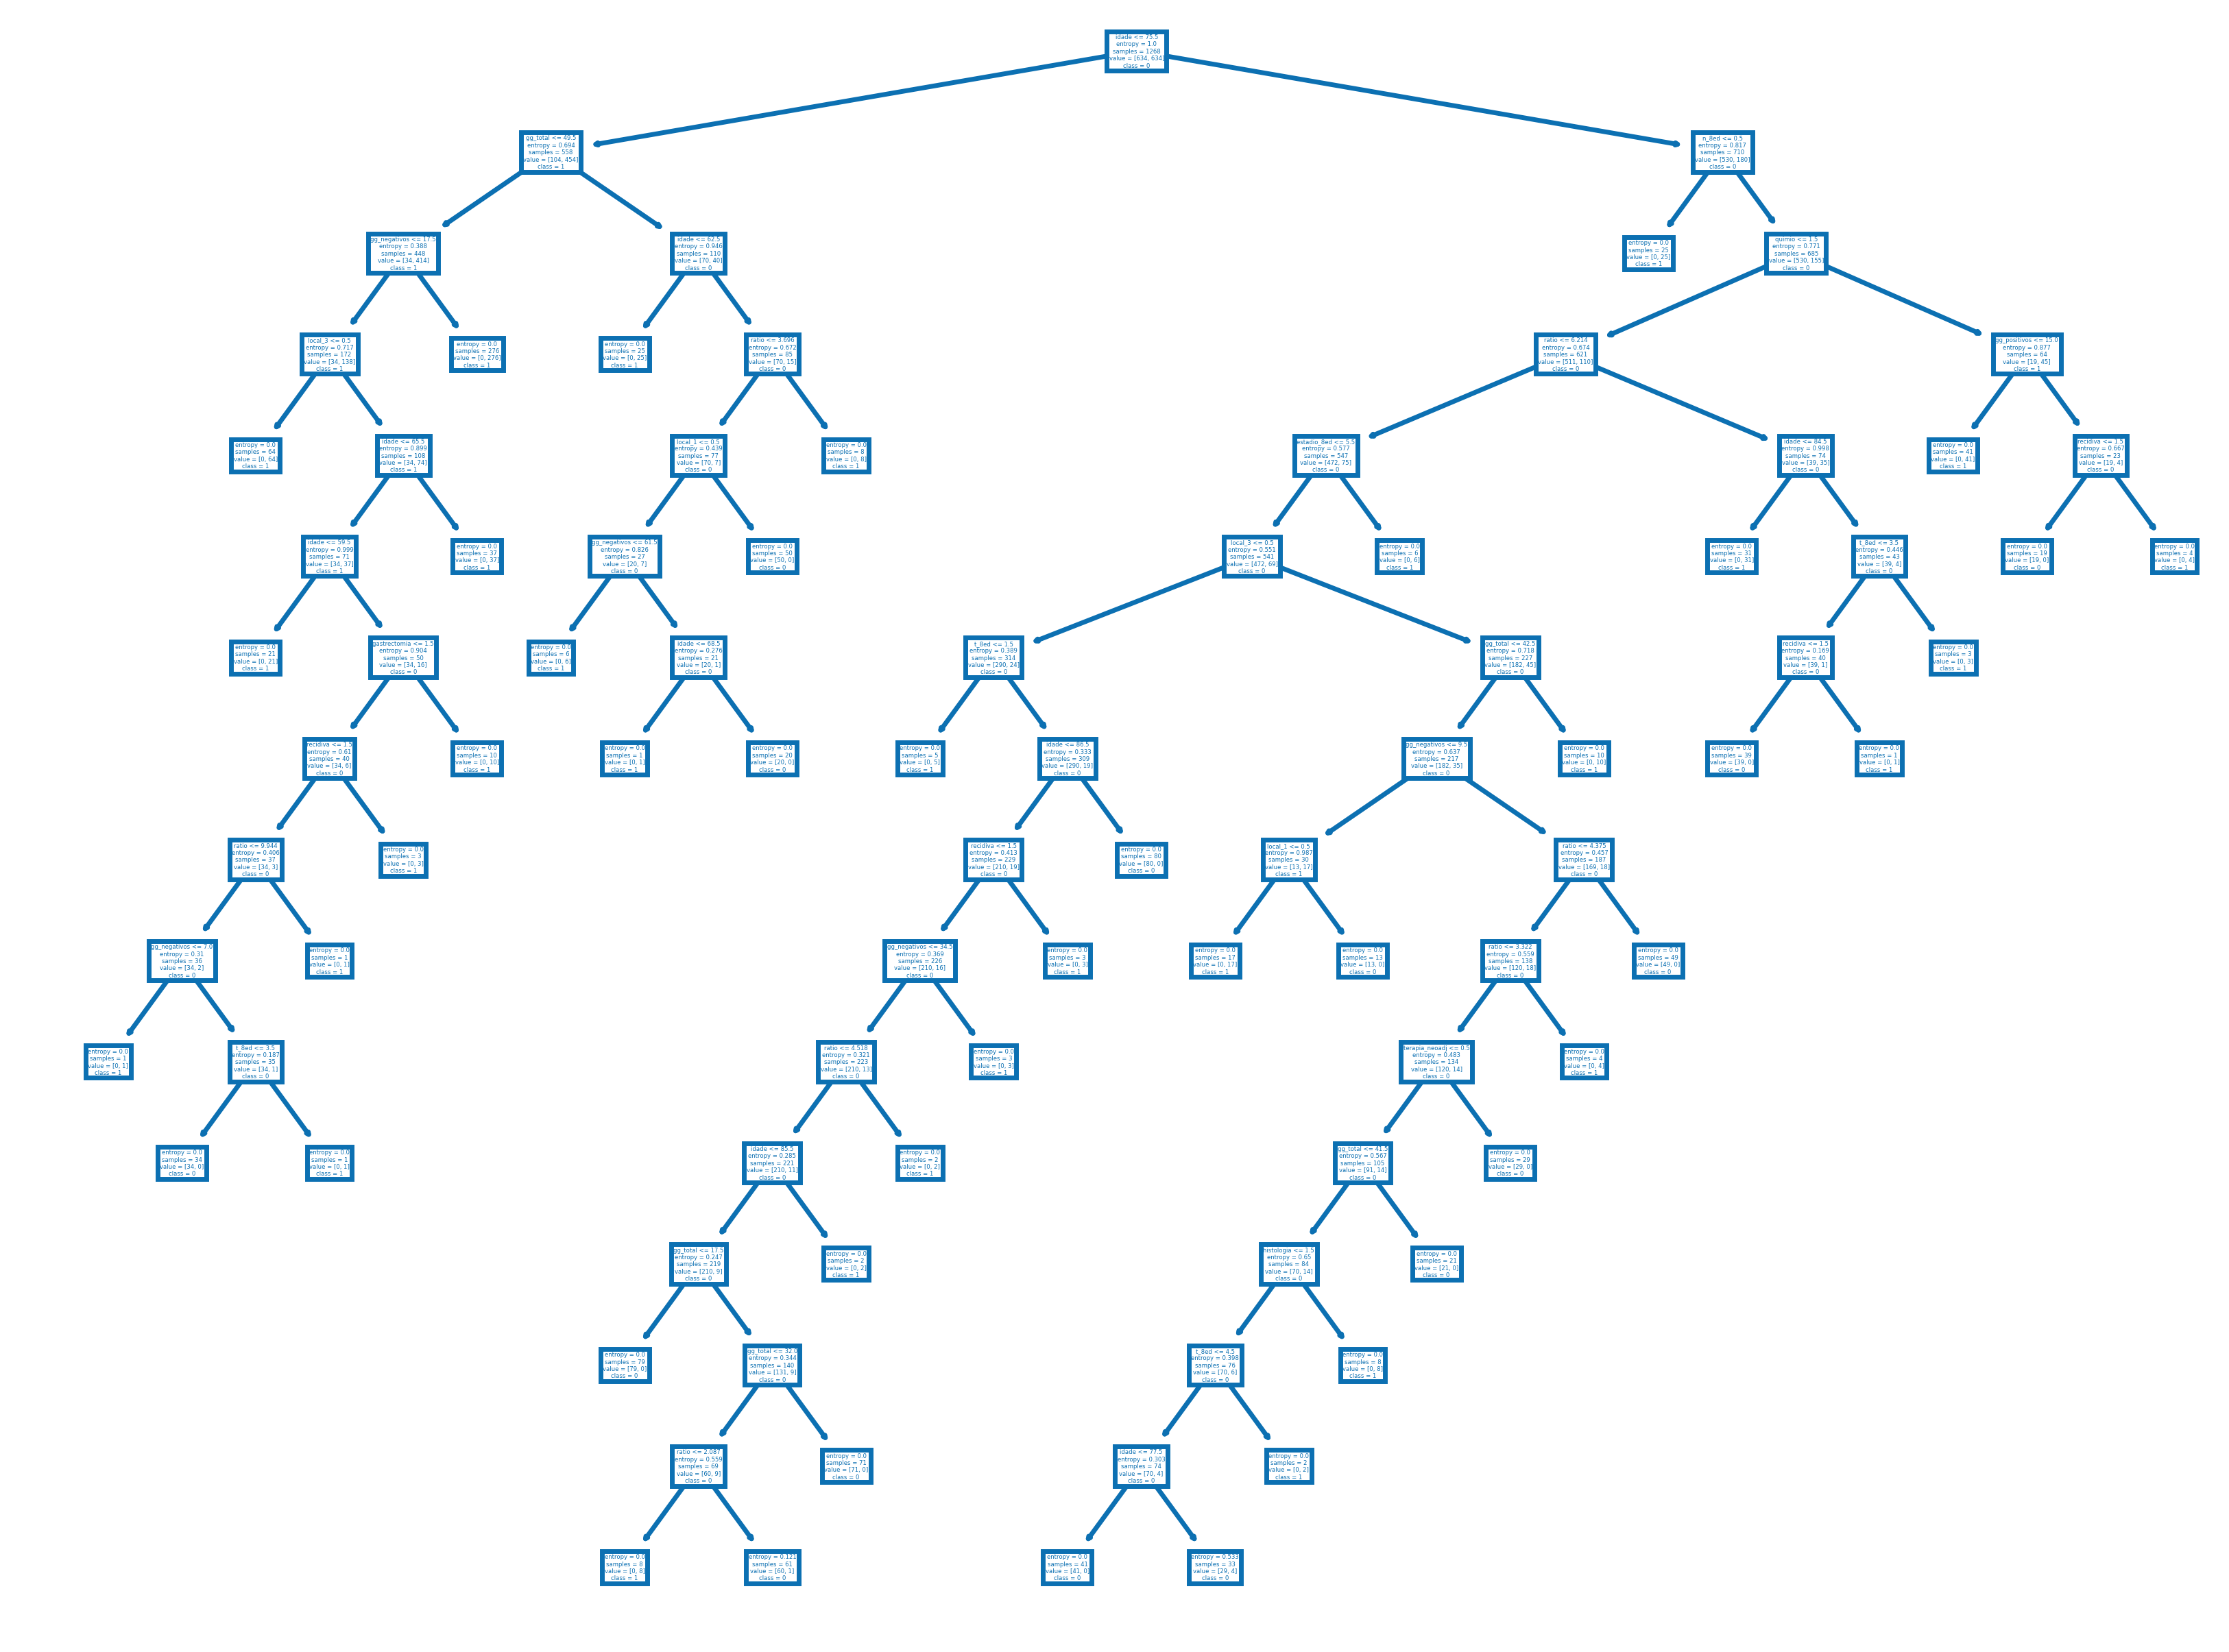 idade <= 75.5
entropy = 1.0
samples = 1268
value = [634, 634]
class = 0
gg_total <= 49.5
entropy = 0.694
samples = 558
value = [104, 454]
class = 1
n_8ed <= 0.5
entropy = 0.817
samples = 710
value = [530, 180]
class = 0
gg_negativos <= 17.5
entropy = 0.388
samples = 448
value = [34, 414]
class = 1
idade <= 62.5
entropy = 0.946
samples = 110
value = [70, 40]
class = 0
entropy = 0.0
samples = 25
value = [0, 25]
class = 1
quimio <= 1.5
entropy = 0.771
samples = 685
value = [530, 155]
class = 0
local_3 <= 0.5
entropy = 0.717
samples = 172
value = [34, 138]
class = 1
entropy = 0.0
samples = 276
value = [0, 276]
class = 1
entropy = 0.0
samples = 25
value = [0, 25]
class = 1
ratio <= 3.696
entropy = 0.672
samples = 85
value = [70, 15]
class = 0
ratio <= 6.214
entropy = 0.674
samples = 621
value = [511, 110]
class = 0
gg_positivos <= 15.0
entropy = 0.877
samples = 64
value = [19, 45]
class = 1
entropy = 0.0
samples = 64
value = [0, 64]
class = 1
idade <= 65.5
entropy = 0.899
samples = 108
value = [34, 74]
class = 1
local_1 <= 0.5
entropy = 0.439
samples = 77
value = [70, 7]
class = 0
entropy = 0.0
samples = 8
value = [0, 8]
class = 1
estadio_8ed <= 5.5
entropy = 0.577
samples = 547
value = [472, 75]
class = 0
idade <= 84.5
entropy = 0.998
samples = 74
value = [39, 35]
class = 0
entropy = 0.0
samples = 41
value = [0, 41]
class = 1
recidiva <= 1.5
entropy = 0.667
samples = 23
value = [19, 4]
class = 0
idade <= 59.5
entropy = 0.999
samples = 71
value = [34, 37]
class = 1
entropy = 0.0
samples = 37
value = [0, 37]
class = 1
gg_negativos <= 61.5
entropy = 0.826
samples = 27
value = [20, 7]
class = 0
entropy = 0.0
samples = 50
value = [50, 0]
class = 0
local_3 <= 0.5
entropy = 0.551
samples = 541
value = [472, 69]
class = 0
entropy = 0.0
samples = 6
value = [0, 6]
class = 1
entropy = 0.0
samples = 31
value = [0, 31]
class = 1
t_8ed <= 3.5
entropy = 0.446
samples = 43
value = [39, 4]
class = 0
entropy = 0.0
samples = 19
value = [19, 0]
class = 0
entropy = 0.0
samples = 4
value = [0, 4]
class = 1
entropy = 0.0
samples = 21
value = [0, 21]
class = 1
gastrectomia <= 1.5
entropy = 0.904
samples = 50
value = [34, 16]
class = 0
entropy = 0.0
samples = 6
value = [0, 6]
class = 1
idade <= 68.5
entropy = 0.276
samples = 21
value = [20, 1]
class = 0
t_8ed <= 1.5
entropy = 0.389
samples = 314
value = [290, 24]
class = 0
gg_total <= 42.5
entropy = 0.718
samples = 227
value = [182, 45]
class = 0
recidiva <= 1.5
entropy = 0.169
samples = 40
value = [39, 1]
class = 0
entropy = 0.0
samples = 3
value = [0, 3]
class = 1
recidiva <= 1.5
entropy = 0.61
samples = 40
value = [34, 6]
class = 0
entropy = 0.0
samples = 10
value = [0, 10]
class = 1
entropy = 0.0
samples = 1
value = [0, 1]
class = 1
entropy = 0.0
samples = 20
value = [20, 0]
class = 0
entropy = 0.0
samples = 5
value = [0, 5]
class = 1
idade <= 86.5
entropy = 0.333
samples = 309
value = [290, 19]
class = 0
gg_negativos <= 9.5
entropy = 0.637
samples = 217
value = [182, 35]
class = 0
entropy = 0.0
samples = 10
value = [0, 10]
class = 1
entropy = 0.0
samples = 39
value = [39, 0]
class = 0
entropy = 0.0
samples = 1
value = [0, 1]
class = 1
ratio <= 9.944
entropy = 0.406
samples = 37
value = [34, 3]
class = 0
entropy = 0.0
samples = 3
value = [0, 3]
class = 1
recidiva <= 1.5
entropy = 0.413
samples = 229
value = [210, 19]
class = 0
entropy = 0.0
samples = 80
value = [80, 0]
class = 0
local_1 <= 0.5
entropy = 0.987
samples = 30
value = [13, 17]
class = 1
ratio <= 4.375
entropy = 0.457
samples = 187
value = [169, 18]
class = 0
gg_negativos <= 7.0
entropy = 0.31
samples = 36
value = [34, 2]
class = 0
entropy = 0.0
samples = 1
value = [0, 1]
class = 1
gg_negativos <= 34.5
entropy = 0.369
samples = 226
value = [210, 16]
class = 0
entropy = 0.0
samples = 3
value = [0, 3]
class = 1
entropy = 0.0
samples = 17
value = [0, 17]
class = 1
entropy = 0.0
samples = 13
value = [13, 0]
class = 0
ratio <= 3.322
entropy = 0.559
samples = 138
value = [120, 18]
class = 0
entropy = 0.0
samples = 49
value = [49, 0]
class = 0
entropy = 0.0
samples = 1
value = [0, 1]
class = 1
t_8ed <= 3.5
entropy = 0.187
samples = 35
value = [34, 1]
class = 0
ratio <= 4.518
entropy = 0.321
samples = 223
value = [210, 13]
class = 0
entropy = 0.0
samples = 3
value = [0, 3]
class = 1
terapia_neoadj <= 0.5
entropy = 0.483
samples = 134
value = [120, 14]
class = 0
entropy = 0.0
samples = 4
value = [0, 4]
class = 1
entropy = 0.0
samples = 34
value = [34, 0]
class = 0
entropy = 0.0
samples = 1
value = [0, 1]
class = 1
idade <= 85.5
entropy = 0.285
samples = 221
value = [210, 11]
class = 0
entropy = 0.0
samples = 2
value = [0, 2]
class = 1
gg_total <= 41.5
entropy = 0.567
samples = 105
value = [91, 14]
class = 0
entropy = 0.0
samples = 29
value = [29, 0]
class = 0
gg_total <= 17.5
entropy = 0.247
samples = 219
value = [210, 9]
class = 0
entropy = 0.0
samples = 2
value = [0, 2]
class = 1
histologia <= 1.5
entropy = 0.65
samples = 84
value = [70, 14]
class = 0
entropy = 0.0
samples = 21
value = [21, 0]
class = 0
entropy = 0.0
samples = 79
value = [79, 0]
class = 0
gg_total <= 32.0
entropy = 0.344
samples = 140
value = [131, 9]
class = 0
t_8ed <= 4.5
entropy = 0.398
samples = 76
value = [70, 6]
class = 0
entropy = 0.0
samples = 8
value = [0, 8]
class = 1
ratio <= 2.087
entropy = 0.559
samples = 69
value = [60, 9]
class = 0
entropy = 0.0
samples = 71
value = [71, 0]
class = 0
idade <= 77.5
entropy = 0.303
samples = 74
value = [70, 4]
class = 0
entropy = 0.0
samples = 2
value = [0, 2]
class = 1
entropy = 0.0
samples = 8
value = [0, 8]
class = 1
entropy = 0.121
samples = 61
value = [60, 1]
class = 0
entropy = 0.0
samples = 41
value = [41, 0]
class = 0
entropy = 0.533
samples = 33
value = [29, 4]
class = 0